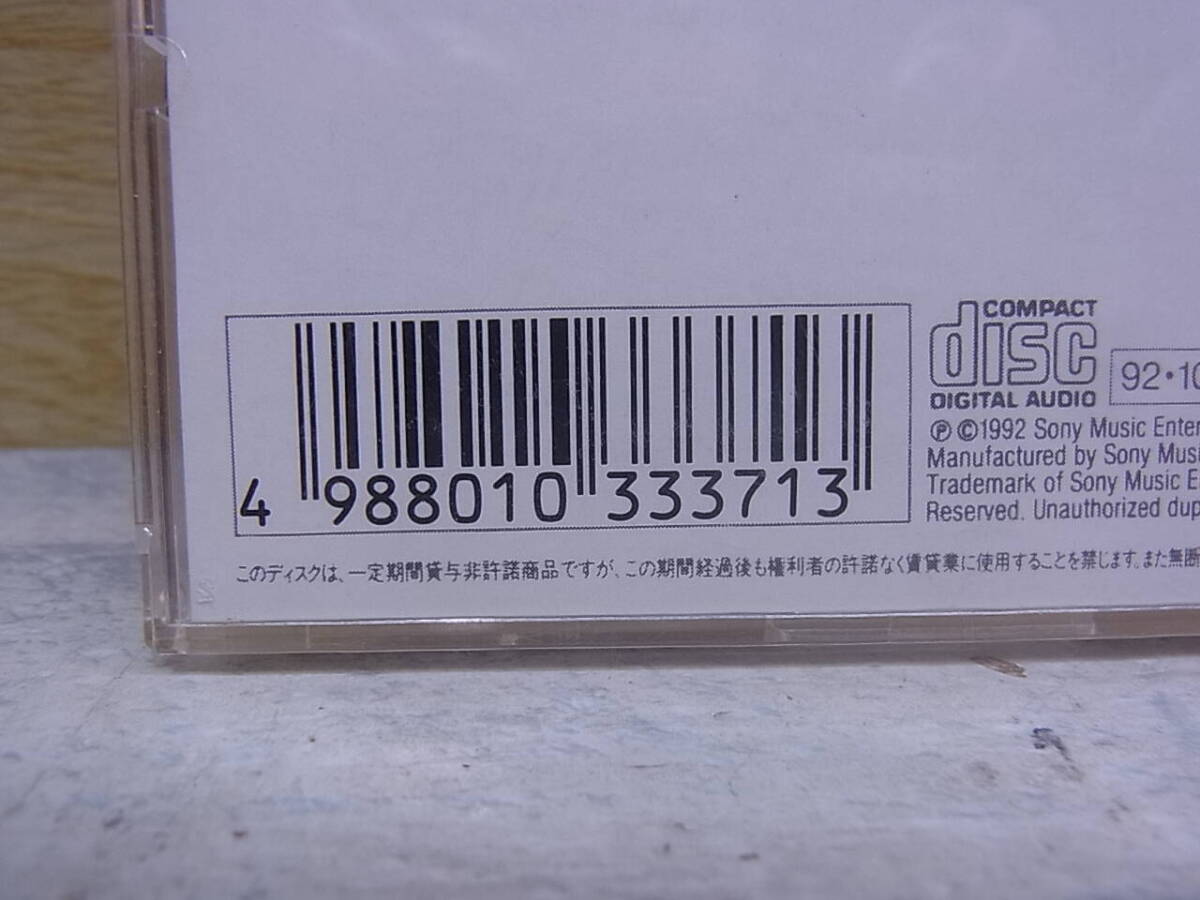 4 988010 333713
COMPACT
disc
DIGITAL AUDIO
92・10
Ⓟ©1992 Sony Music
Manufactured by Sony
Trademark of Sony Music
Reserved. Unauthorized
このディスクは、一定期間貸与非許諾商品ですが、この期間経過後も権利者の許諾なく賃貸業に使用することを禁じます。また無断